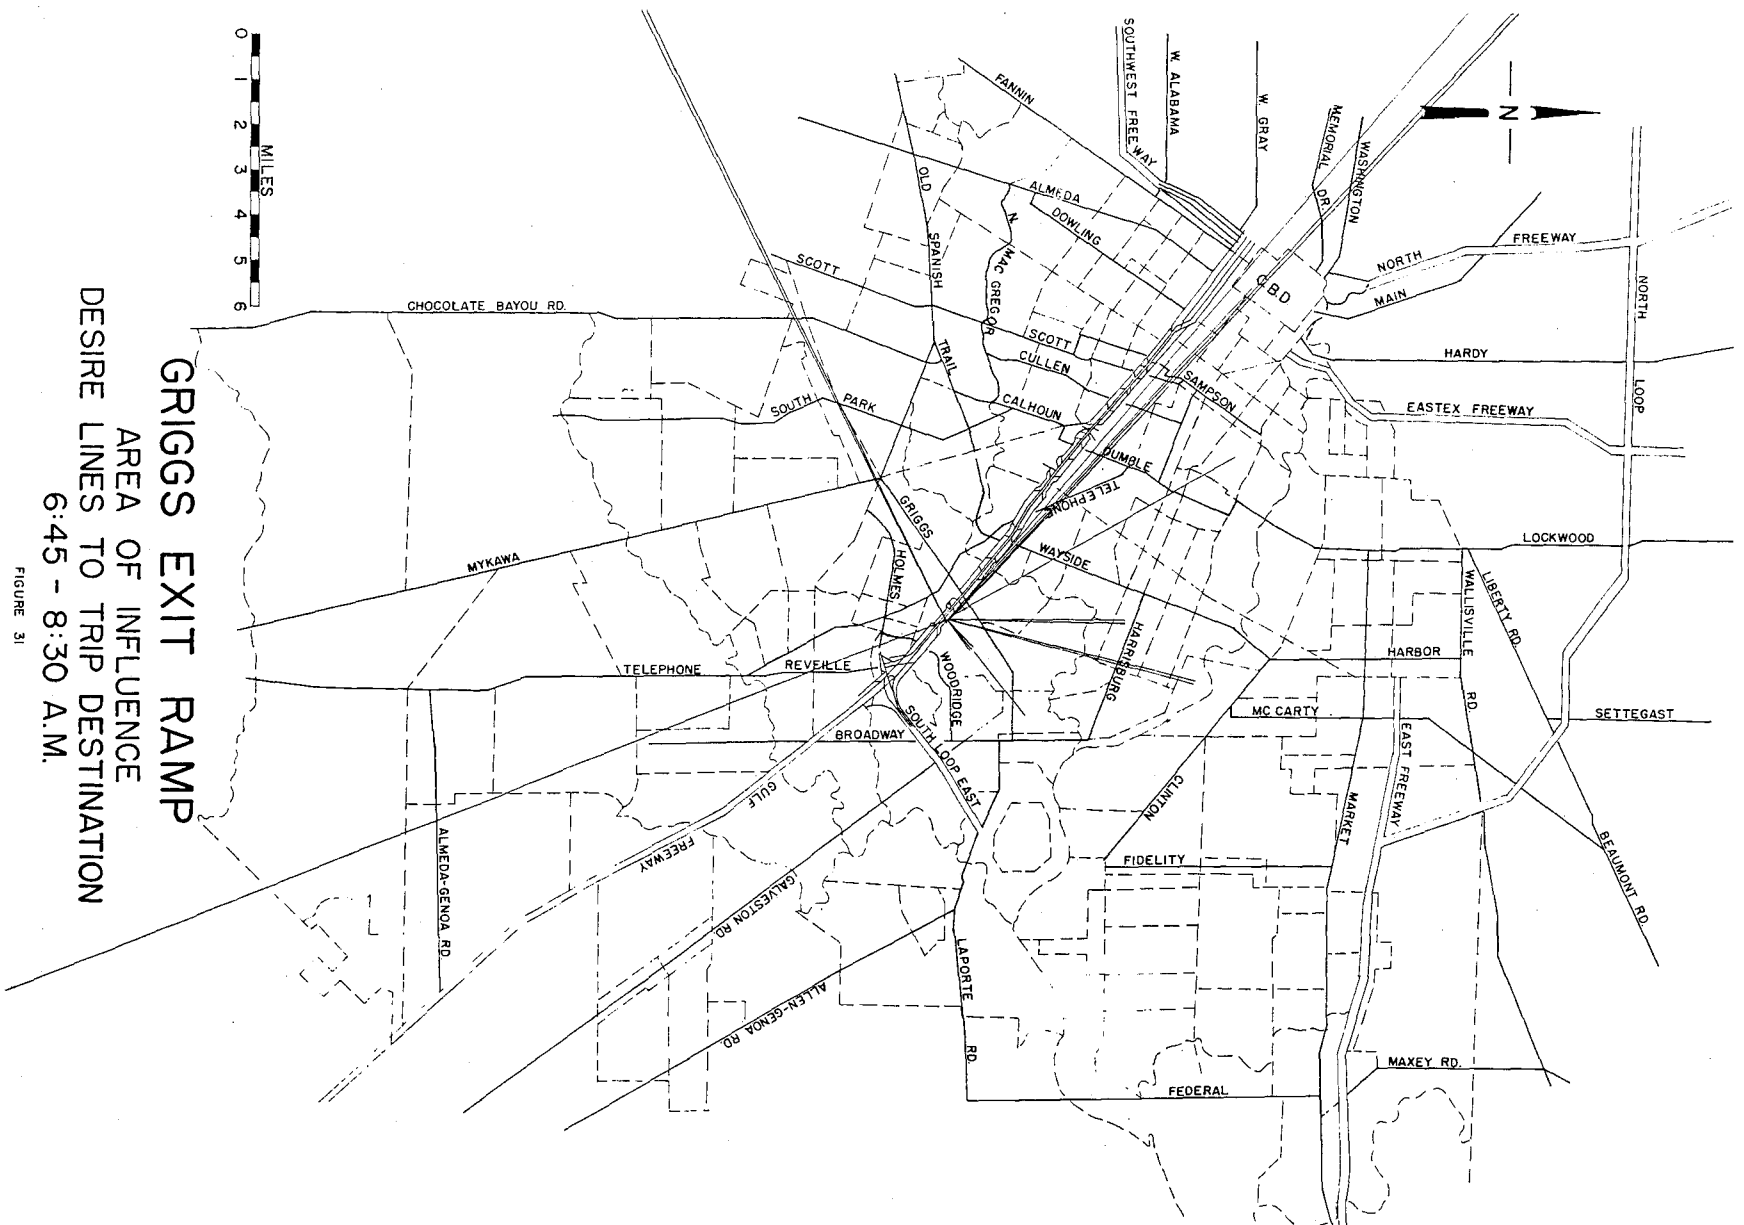 GRIGGS EXIT RAMP
AREA OF INFLUENCE
DESIRE LINES TO TRIP DESTINATION
6:45 - 8:30 A.M.
FIGURE 31
0 1 2 3 4 5 6
MILES
N
SOUTHWEST FREEWAY
W. ALABAMA
W. GRAY
MEMORIAL DR.
WASHINGTON
FANNIN
ALMEDA
DOWLING
OLD SPANISH TRAIL
N. MAC GREGOR
SCOTT
SCOTT
CULLEN
CALHOUN
C.B.D
SAMPSON
DUMBLE
TELEPHONE
NORTH FREEWAY
MAIN
HARDY
EASTEX FREEWAY
NORTH LOOP
LOCKWOOD
LIBERTY RD.
WALLISVILLE RD.
HARBOR
MC CARTY
SETTEGAST
BEAUMONT RD.
EAST FREEWAY
MARKET
CLINTON
FIDELITY
MAXEY RD.
FEDERAL
CHOCOLATE BAYOU RD.
SOUTH PARK
MYKAWA
GRIGGS
HOLMES
WAYSIDE
HARRISBURG
TELEPHONE
REVEILLE
WOODRIDGE
BROADWAY
SOUTH LOOP EAST
GULF FREEWAY
GALVESTON RD.
ALLEN-GENOA RD.
ALMEDA-GENOA RD.
LAPORTE RD.